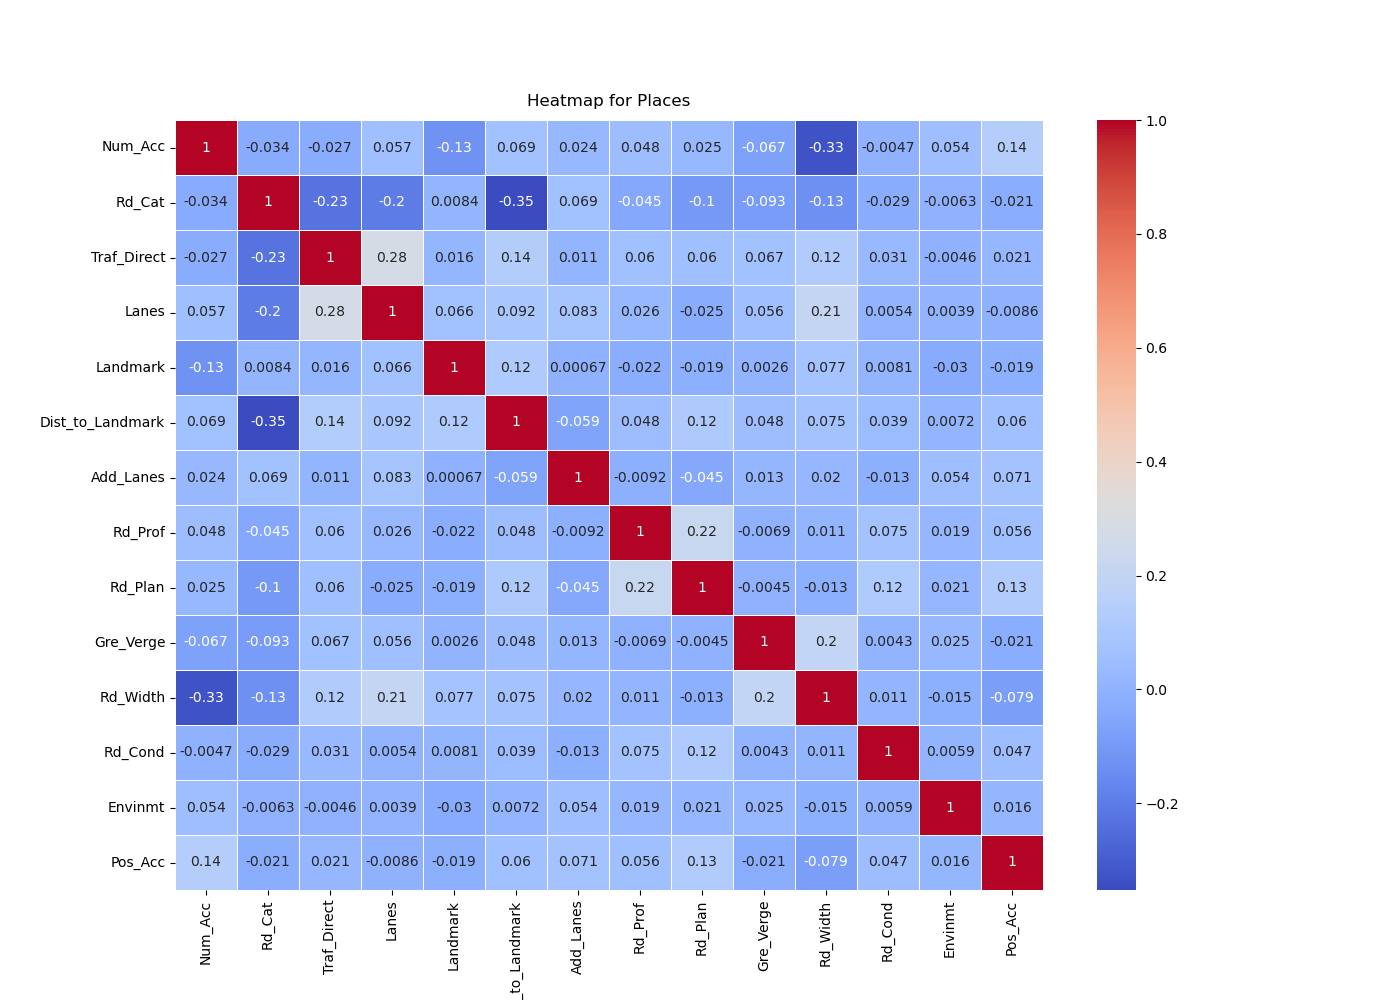 Heatmap for Places
Num_Acc 1 -0.034 -0.027 0.057 -0.13 0.069 0.024 0.048 0.025 -0.067 -0.33 -0.0047 0.054 0.14
Rd_Cat -0.034 1 -0.23 -0.2 0.0084 -0.35 0.069 -0.045 -0.1 -0.093 -0.13 -0.029 -0.0063 -0.021
Traf_Direct -0.027 -0.23 1 0.28 0.016 0.14 0.011 0.06 0.06 0.067 0.12 0.031 -0.0046 0.021
Lanes 0.057 -0.2 0.28 1 0.066 0.092 0.083 0.026 -0.025 0.056 0.21 0.0054 0.0039 -0.0086
Landmark -0.13 0.0084 0.016 0.066 1 0.12 0.00067 -0.022 -0.019 0.0026 0.077 0.0081 -0.03 -0.019
Dist_to_Landmark 0.069 -0.35 0.14 0.092 0.12 1 -0.059 0.048 0.12 0.048 0.075 0.039 0.0072 0.06
Add_Lanes 0.024 0.069 0.011 0.083 0.00067 -0.059 1 -0.0092 -0.045 0.013 0.02 -0.013 0.054 0.071
Rd_Prof 0.048 -0.045 0.06 0.026 -0.022 0.048 -0.0092 1 0.22 -0.0069 0.011 0.075 0.019 0.056
Rd_Plan 0.025 -0.1 0.06 -0.025 -0.019 0.12 -0.045 0.22 1 -0.0045 -0.013 0.12 0.021 0.13
Gre_Verge -0.067 -0.093 0.067 0.056 0.0026 0.048 0.013 -0.0069 -0.0045 1 0.2 0.0043 0.025 -0.021
Rd_Width -0.33 -0.13 0.12 0.21 0.077 0.075 0.02 0.011 -0.013 0.2 1 0.011 -0.015 -0.079
Rd_Cond -0.0047 -0.029 0.031 0.0054 0.0081 0.039 -0.013 0.075 0.12 0.0043 0.011 1 0.0059 0.047
Envinmt 0.054 -0.0063 -0.0046 0.0039 -0.03 0.0072 0.054 0.019 0.021 0.025 -0.015 0.0059 1 0.016
Pos_Acc 0.14 -0.021 0.021 -0.0086 -0.019 0.06 0.071 0.056 0.13 -0.021 -0.079 0.047 0.016 1
Num_Acc
Rd_Cat
Traf_Direct
Lanes
Landmark
_to_Landmark
Add_Lanes
Rd_Prof
Rd_Plan
Gre_Verge
Rd_Width
Rd_Cond
Envinmt
Pos_Acc
1.0
0.8
0.6
0.4
0.2
0.0
−0.2